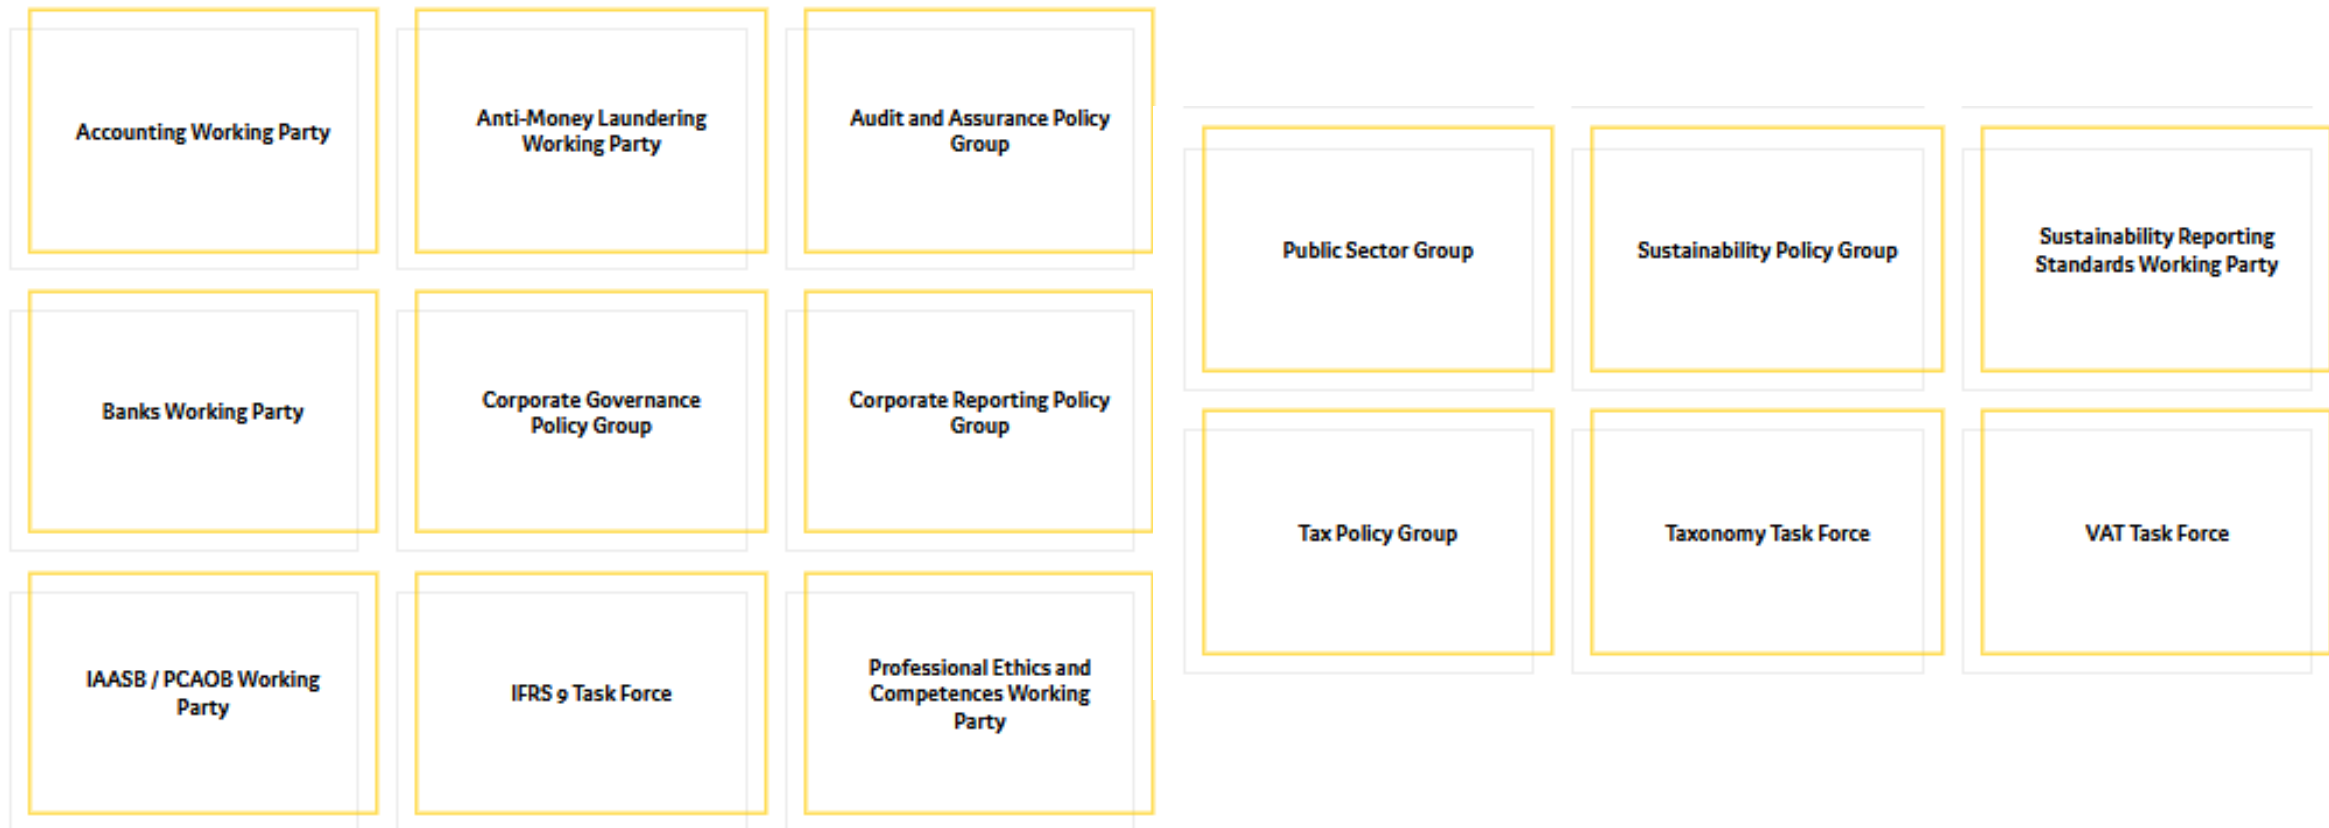 Accounting Working Party
Anti-Money Laundering
Working Party
Audit and Assurance Policy
Group
Banks Working Party
Corporate Governance
Policy Group
Corporate Reporting Policy
Group
IAASB / PCAOB Working
Party
IFRS 9 Task Force
Professional Ethics and
Competences Working
Party
Public Sector Group
Sustainability Policy Group
Sustainability Reporting
Standards Working Party
Tax Policy Group
Taxonomy Task Force
VAT Task Force